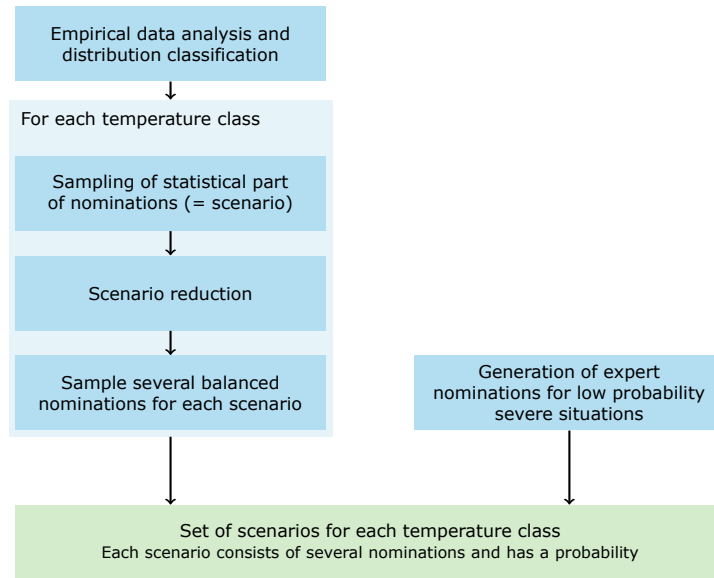 Empirical data analysis and
distribution classification
For each temperature class
Sampling of statistical part
of nominations (= scenario)
Scenario reduction
Sample several balanced
nominations for each scenario
Generation of expert
nominations for low probability
severe situations
Set of scenarios for each temperature class
Each scenario consists of several nominations and has a probability